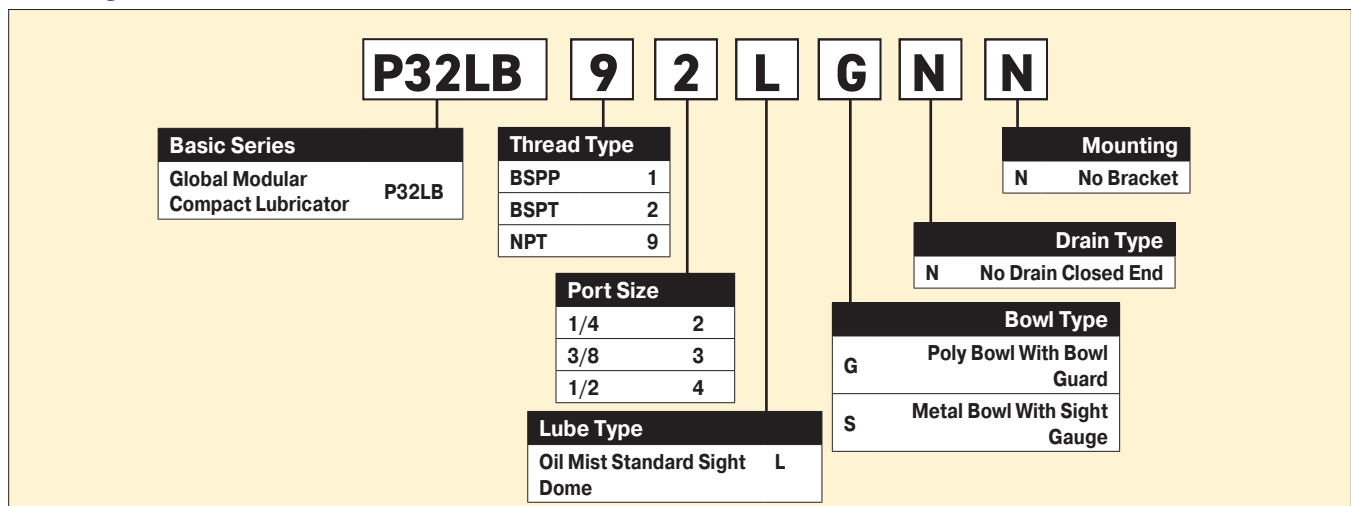 P32LB 9 2 L G N N
Basic Series
Global Modular
Compact Lubricator P32LB
Thread Type
BSPP 1
BSPT 2
NPT 9
Mounting
N No Bracket
Drain Type
N No Drain Closed End
Port Size
1/4 2
3/8 3
1/2 4
Bowl Type
G Poly Bowl With Bowl
Guard
S Metal Bowl With Sight
Gauge
Lube Type
Oil Mist Standard Sight L
Dome